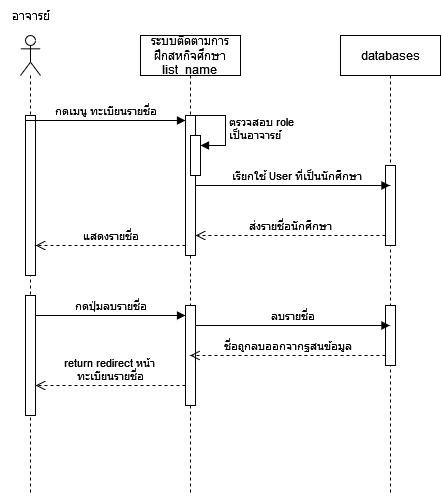 อาจารย์
ระบบติดตามการ
ฝึกสหกิจศึกษา
list_name
databases
กดเมนู ทะเบียนรายชื่อ
ตรวจสอบ role
เป็นอาจารย์
เรียกใช้ User ที่เป็นนักศึกษา
ส่งรายชื่อนักศึกษา
แสดงรายชื่อ
กดปุ่มลบรายชื่อ
ลบรายชื่อ
ชื่อถูกลบออกจากฐสนข้อมูล
return redirect หน้า
ทะเบียนรายชื่อ